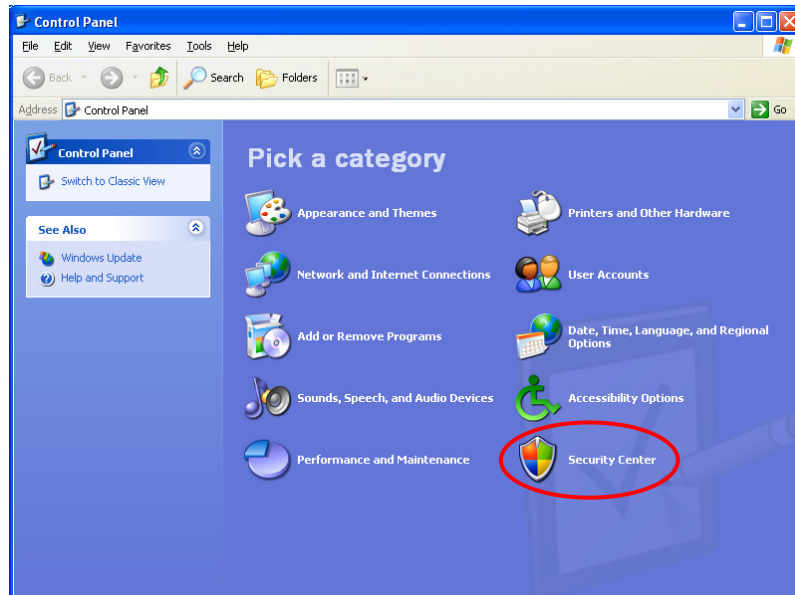 Control Panel
File Edit View Favorites Tools Help
Back Search Folders
Address Control Panel Go
Control Panel
Switch to Classic View
See Also
Windows Update
Help and Support
Pick a category
Appearance and Themes
Printers and Other Hardware
Network and Internet Connections
User Accounts
Add or Remove Programs
Date, Time, Language, and Regional
Options
Sounds, Speech, and Audio Devices
Accessibility Options
Performance and Maintenance
Security Center